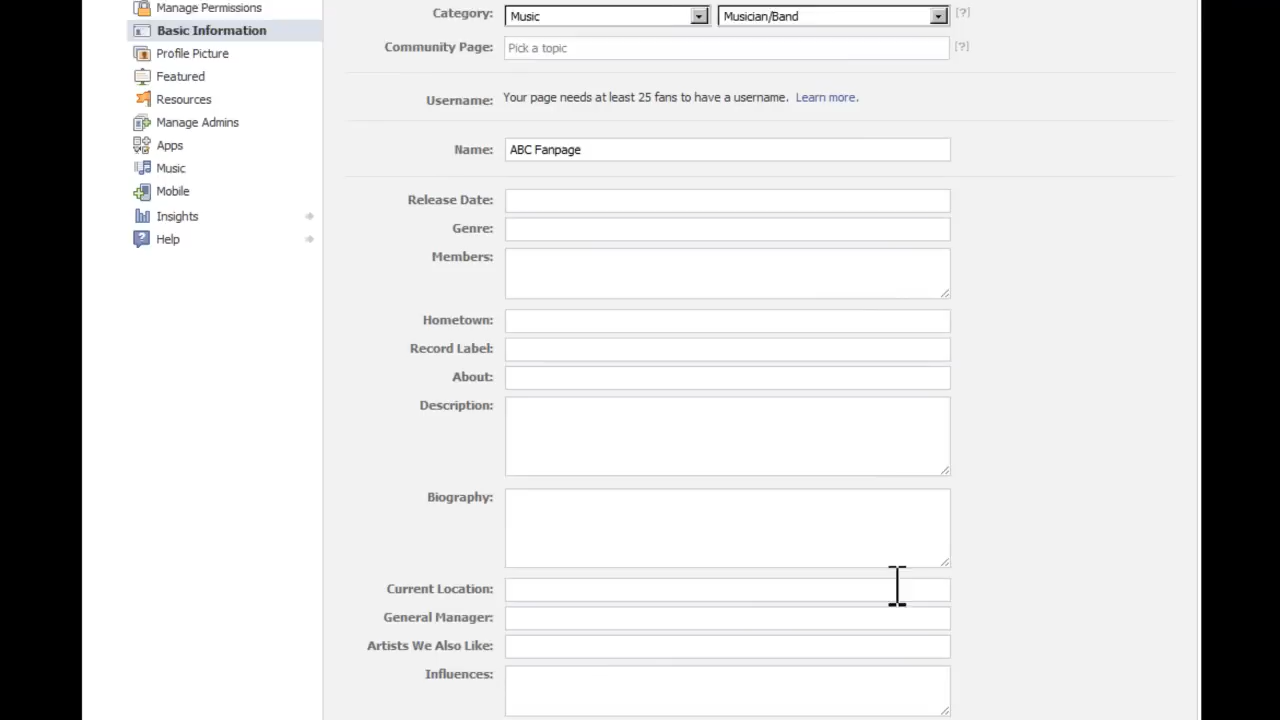 Manage Permissions
Basic Information
Profile Picture
Featured
Resources
Manage Admins
Apps
Music
Mobile
Insights
Help
Category: Music Musician/Band [?]
Community Page: Pick a topic [?]
Username: Your page needs at least 25 fans to have a username. Learn more.
Name: ABC Fanpage
Release Date:
Genre:
Members:
Hometown:
Record Label:
About:
Description:
Biography:
Current Location:
General Manager:
Artists We Also Like:
Influences: